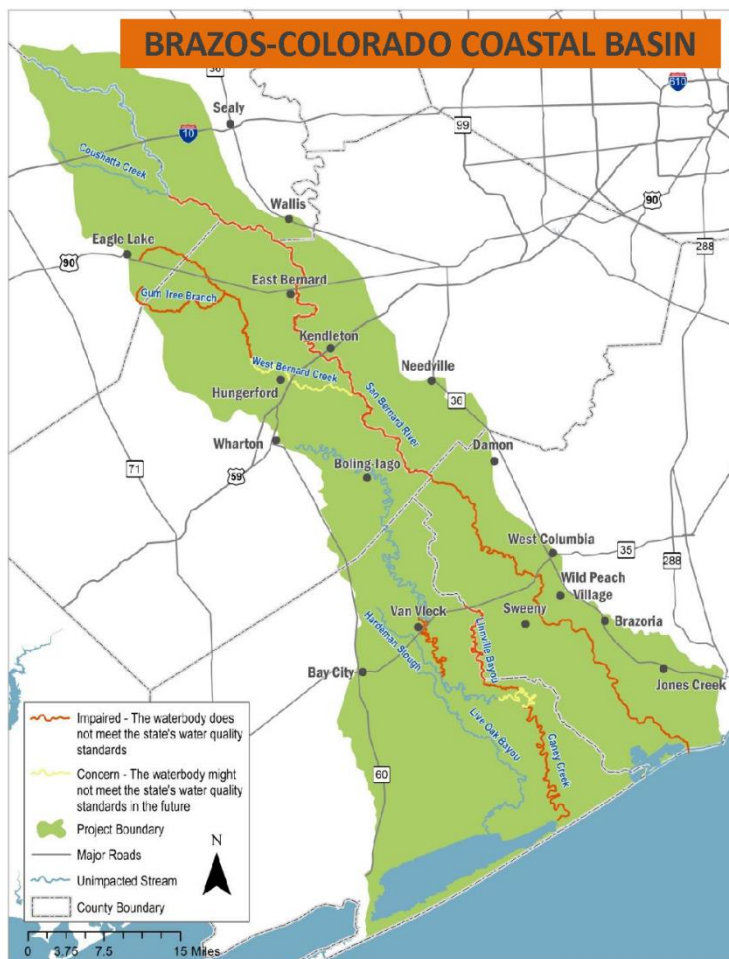 BRAZOS-COLORADO COASTAL BASIN
36
610
Sealy
10
99
Coushatta Creek
Wallis
90
Eagle Lake
288
90
East Bernard
Gum Tree Branch
Kendleton
West Bernard Creek
Needville
Hungerford
36
San Bernard River
Wharton
Damon
71
59
Boling-Iago
West Columbia
35
288
Wild Peach
Village
Van Vleck
Sweeny
Brazoria
Linnville Bayou
Hardeman Slough
Bay City
Jones Creek
Live Oak Bayou
Caney Creek
60
Impaired - The waterbody does
not meet the state's water quality
standards
Concern - The waterbody might
not meet the state's water quality
standards in the future
Project Boundary
N
Major Roads
Unimpacted Stream
County Boundary
0 3.75 7.5 15 Miles